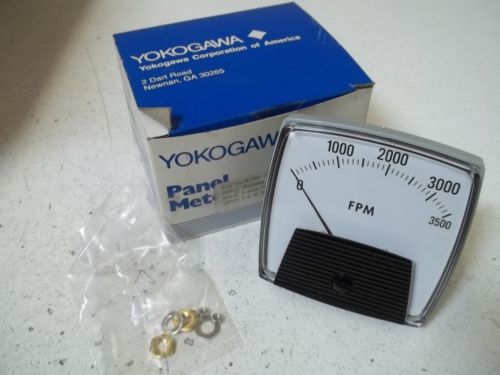 YOKOGAWA
Yokogawa Corporation of America
2 Dart Road
Newnan, GA 30265
YOKOGAWA
Panel
Mete
0 1000 2000 3000 3500
FPM